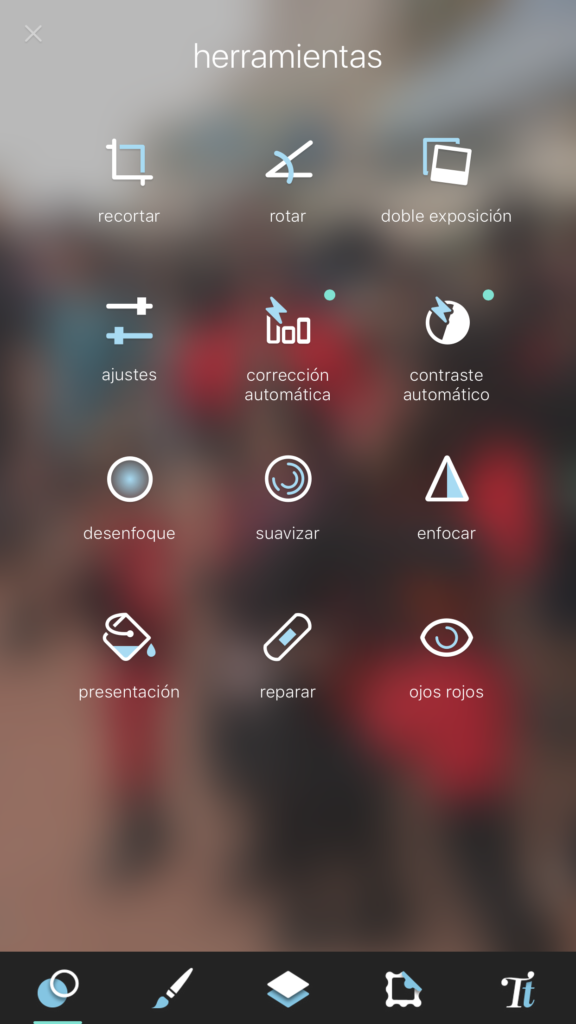 herramientas
recortar
rotar
doble exposición
ajustes
corrección
automática
contraste
automático
desenfoque
suavizar
enfocar
presentación
reparar
ojos rojos
Tt